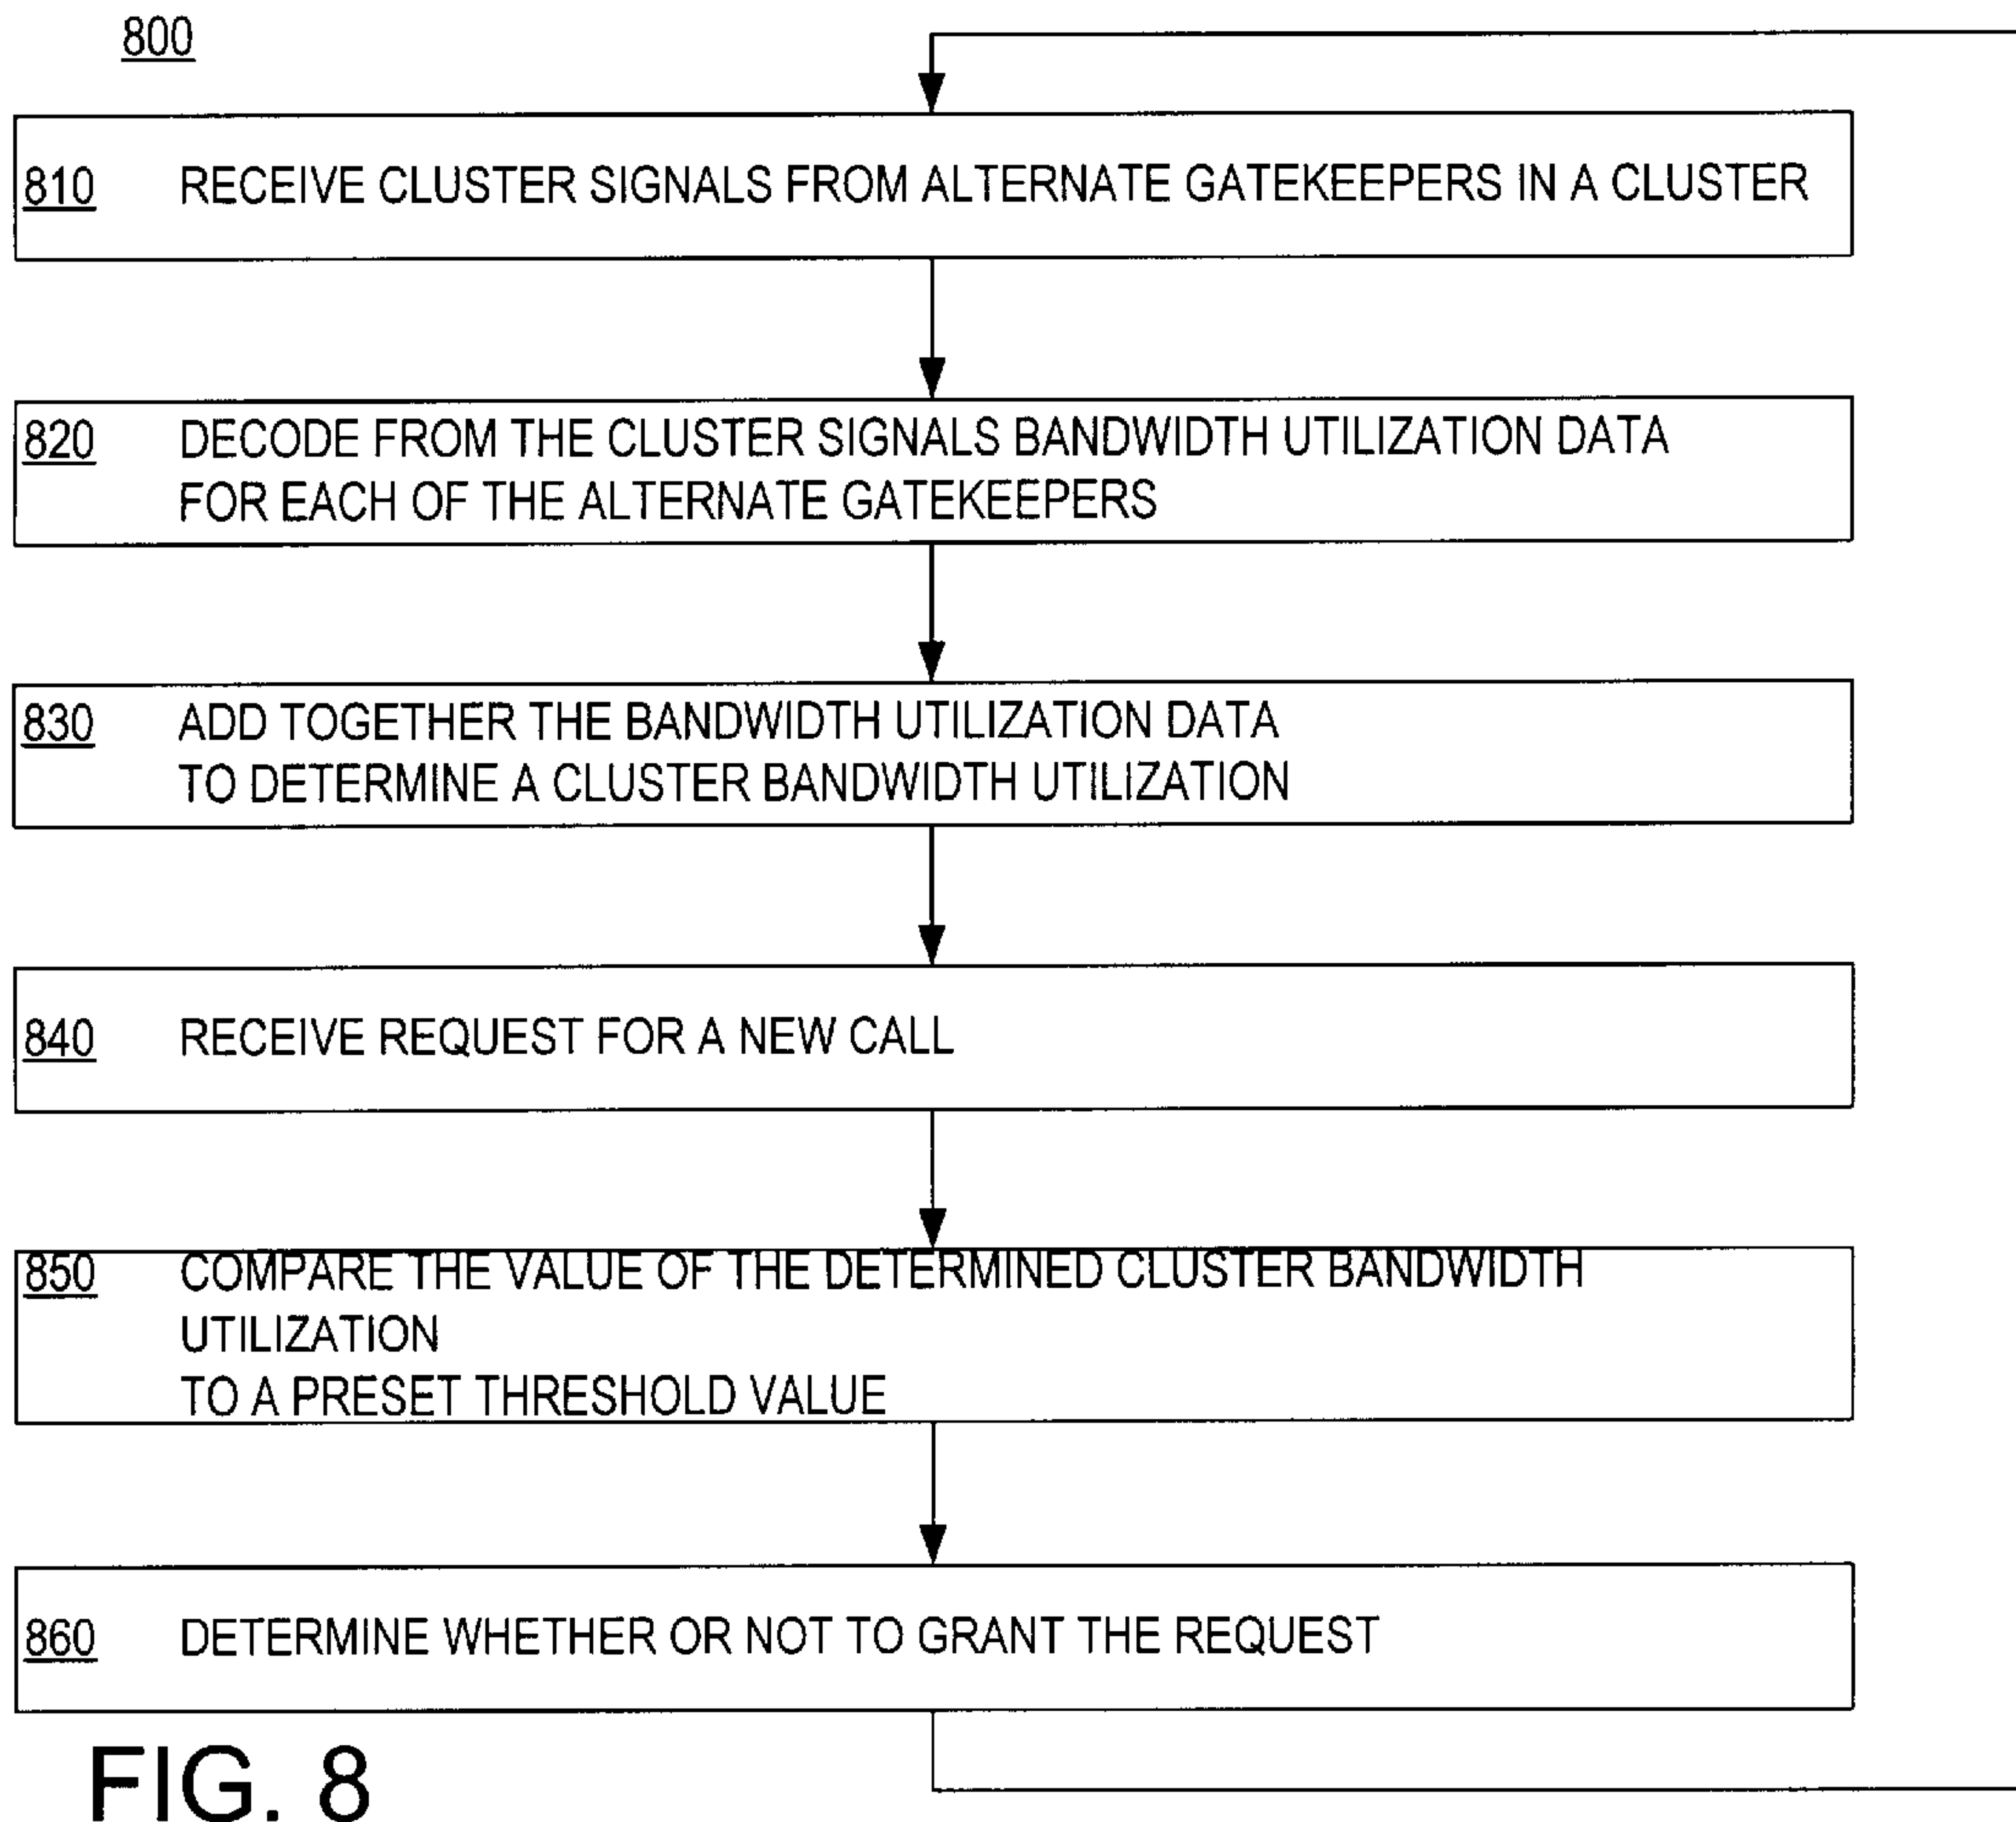 800
810 RECEIVE CLUSTER SIGNALS FROM ALTERNATE GATEKEEPERS IN A CLUSTER
820 DECODE FROM THE CLUSTER SIGNALS BANDWIDTH UTILIZATION DATA
FOR EACH OF THE ALTERNATE GATEKEEPERS
830 ADD TOGETHER THE BANDWIDTH UTILIZATION DATA
TO DETERMINE A CLUSTER BANDWIDTH UTILIZATION
840 RECEIVE REQUEST FOR A NEW CALL
850 COMPARE THE VALUE OF THE DETERMINED CLUSTER BANDWIDTH
UTILIZATION
TO A PRESET THRESHOLD VALUE
860 DETERMINE WHETHER OR NOT TO GRANT THE REQUEST
FIG. 8